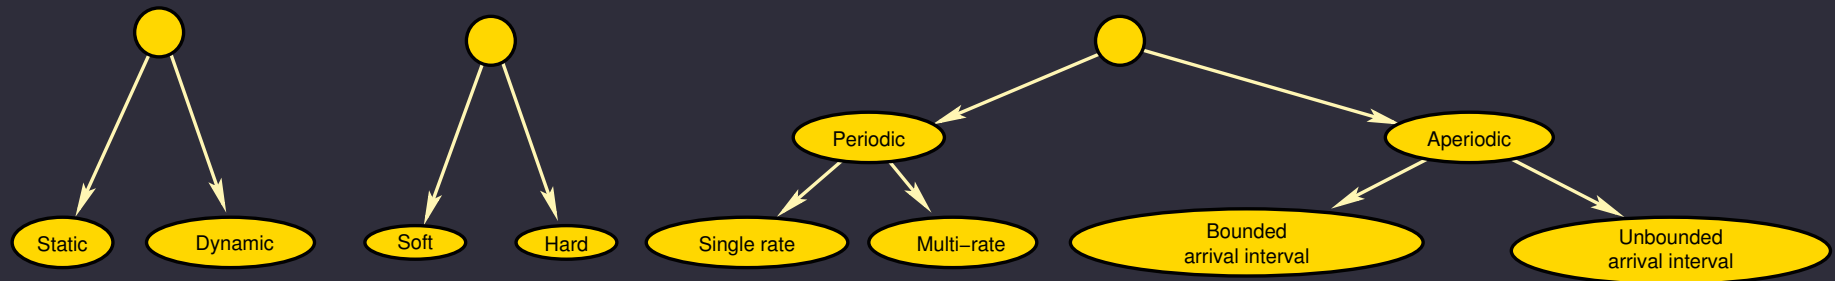 Periodic
Aperiodic
Static
Dynamic
Soft
Hard
Single rate
Multi−rate
Bounded
arrival interval
Unbounded
arrival interval